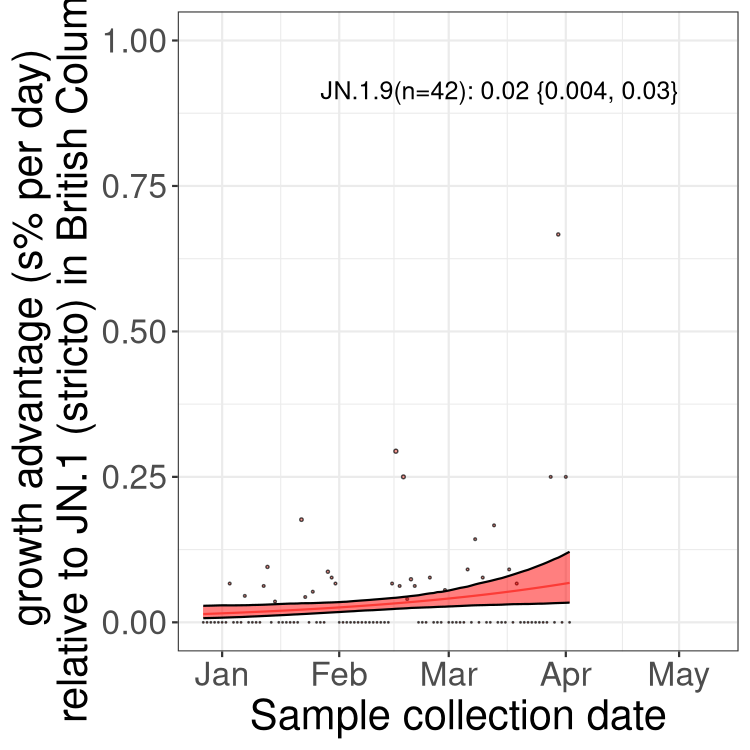 growth advantage (s% per day)
relative to JN.1 (stricto) in British Colum
1.00
0.75
0.50
0.25
0.00
JN.1.9(n=42): 0.02 {0.004, 0.03}
Jan Feb Mar Apr May
Sample collection date